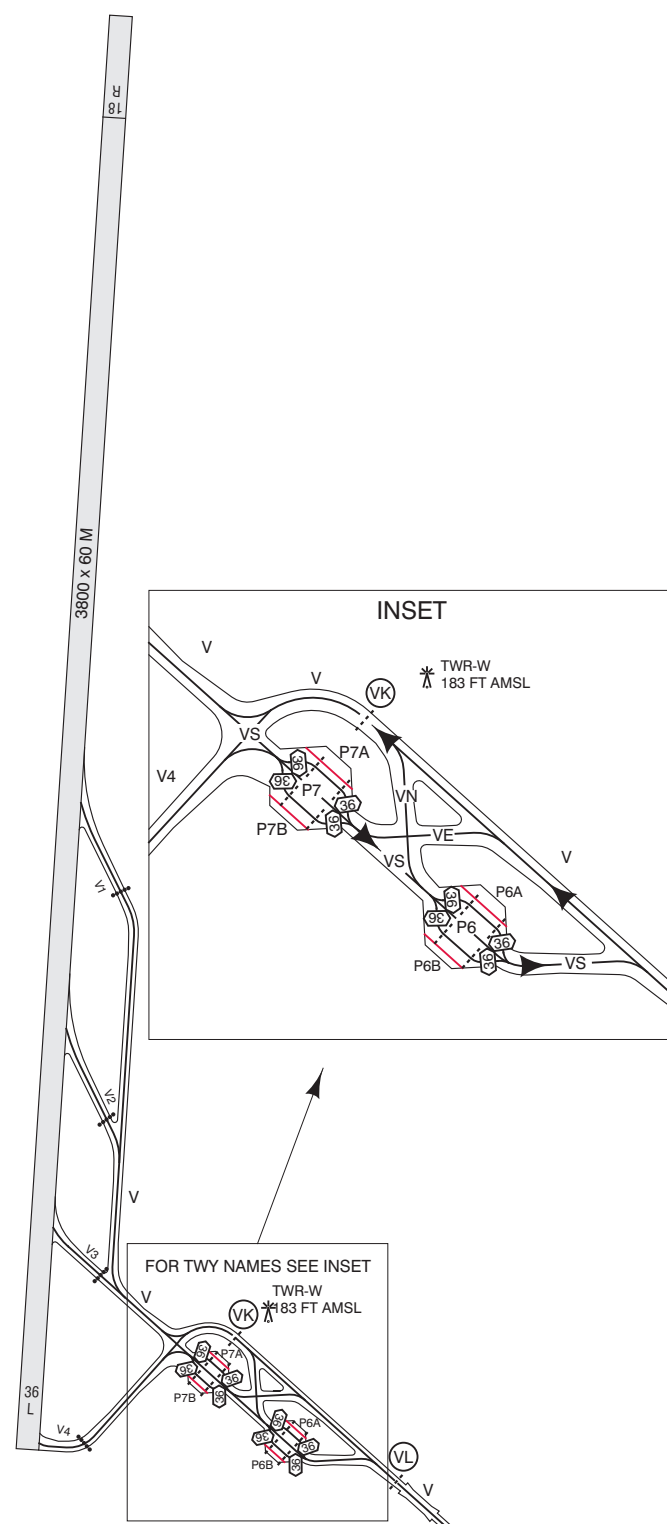 18
R
3800 x 60 M
INSET
V
V
TWR-W
183 FT AMSL
VK
VS
P7A
36
36
V4
P7
VN
36
P7B
36
VE
VS
V
P6A
36
36
P6
36
P6B
36
VS
V1
V2
V
V3
V
FOR TWY NAMES SEE INSET
TWR-W
183 FT AMSL
VK
P7A
36
36
36
P7B
36
36
L
V4
P6A
36
36
36
P6B
36
VL
V